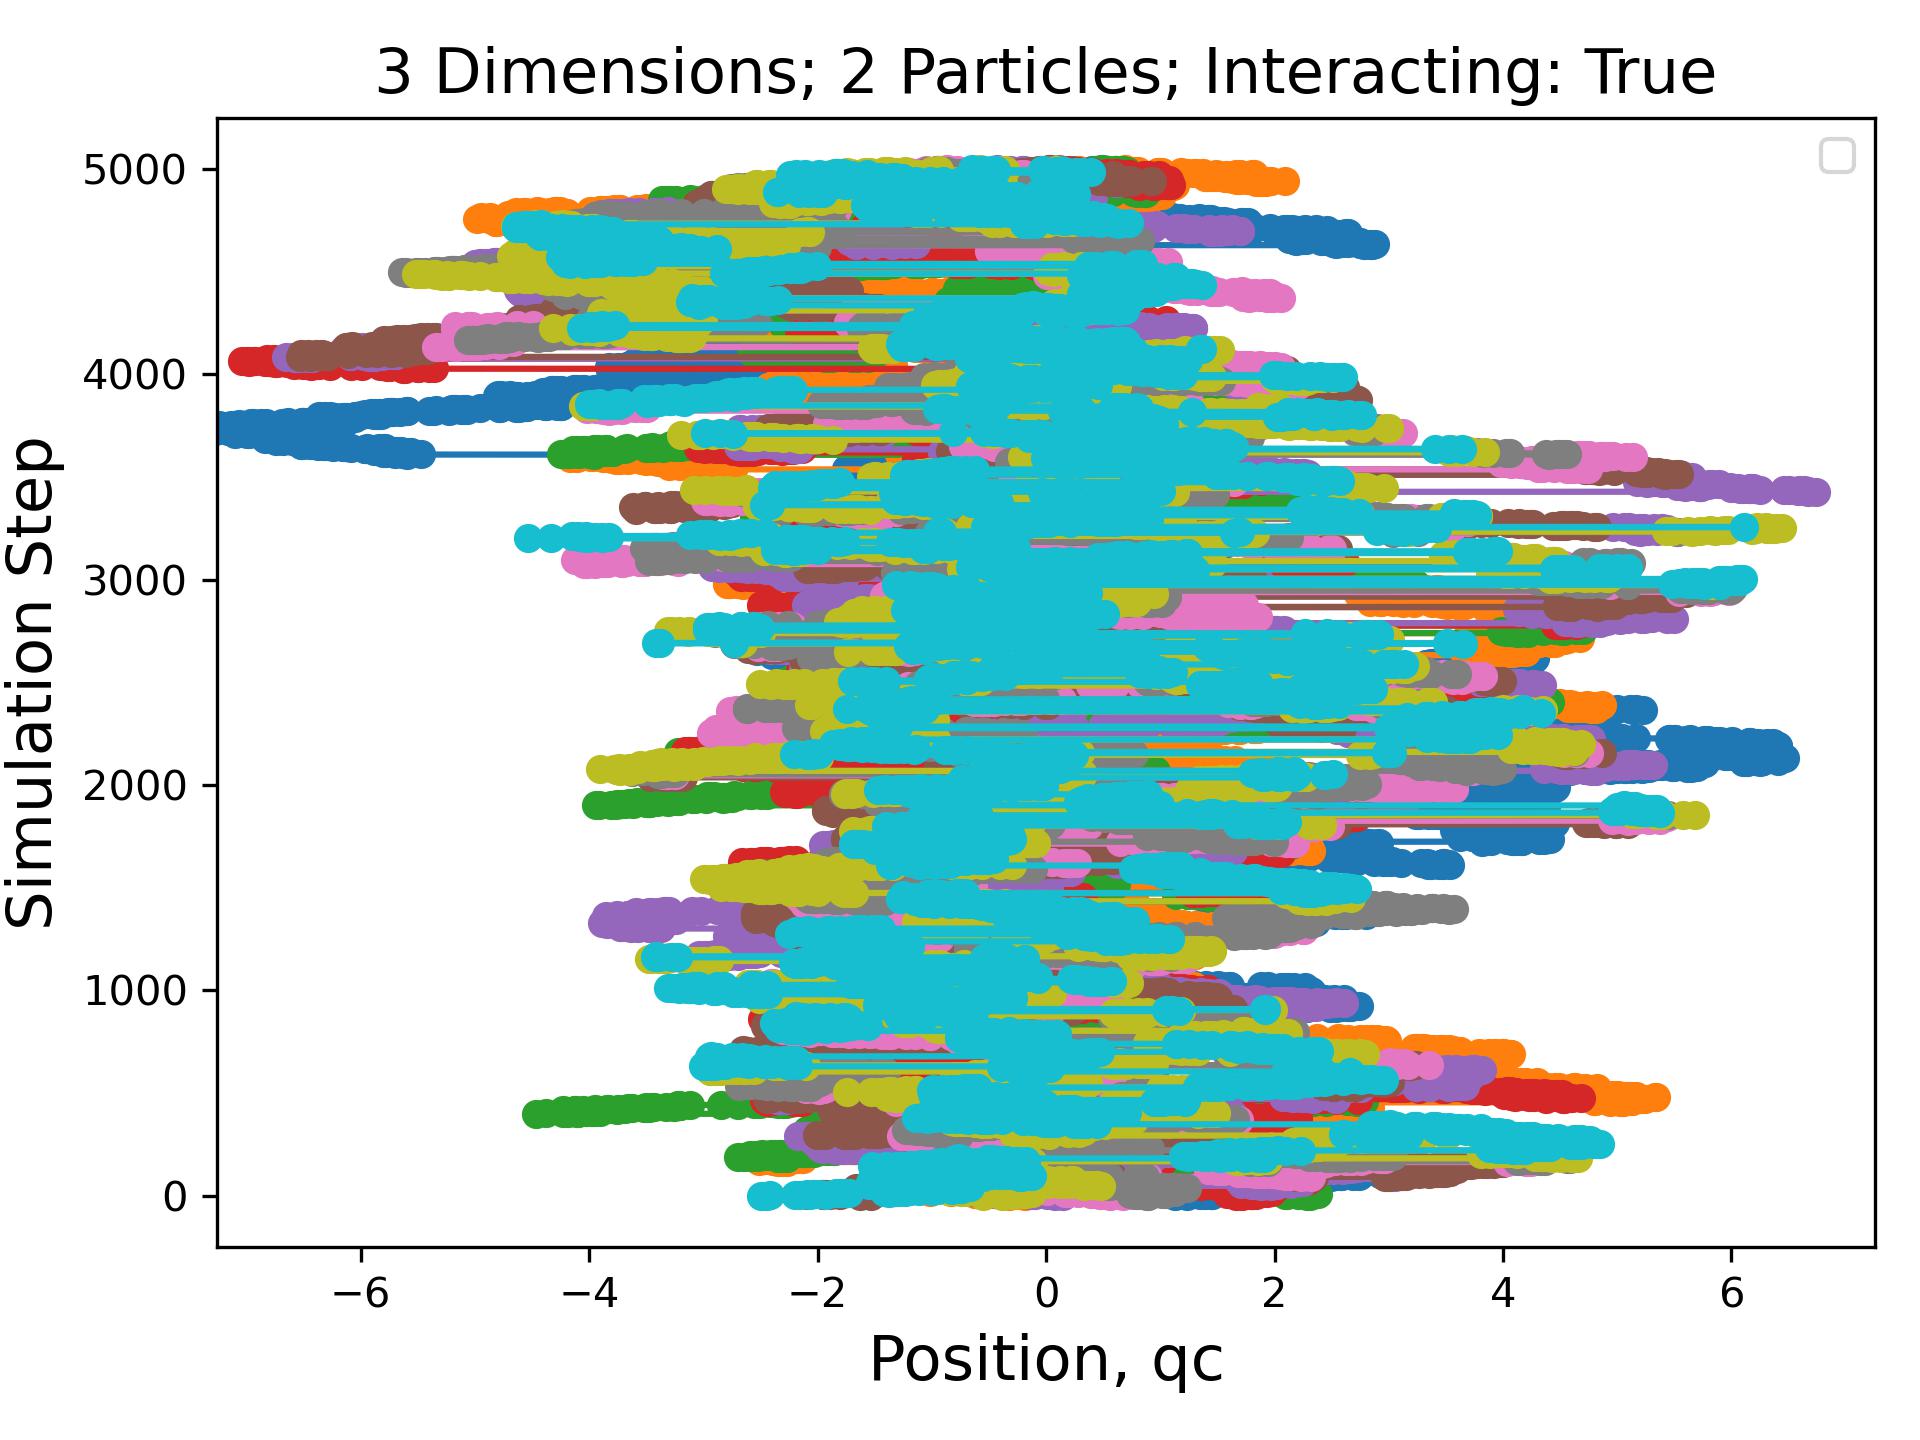 3 Dimensions; 2 Particles; Interacting: True
5000
4000
3000
2000
1000
0
Simulation Step
−6 −4 −2 0 2 4 6
Position, qc